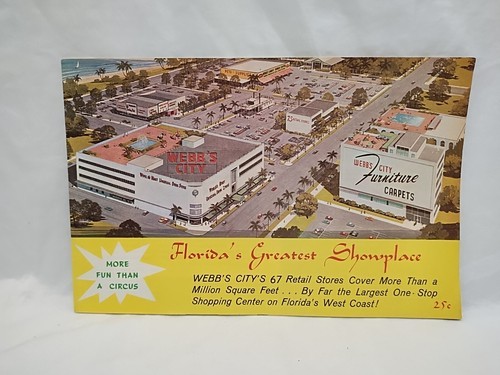 WEBB'S
CITY
WEBB'S CITY
Furniture
CARPETS
Florida's Greatest Showplace
MORE
FUN THAN
A CIRCUS
WEBB'S CITY'S 67 Retail Stores Cover More Than a
Million Square Feet . . . By Far the Largest One-Stop
Shopping Center on Florida's West Coast!
25¢